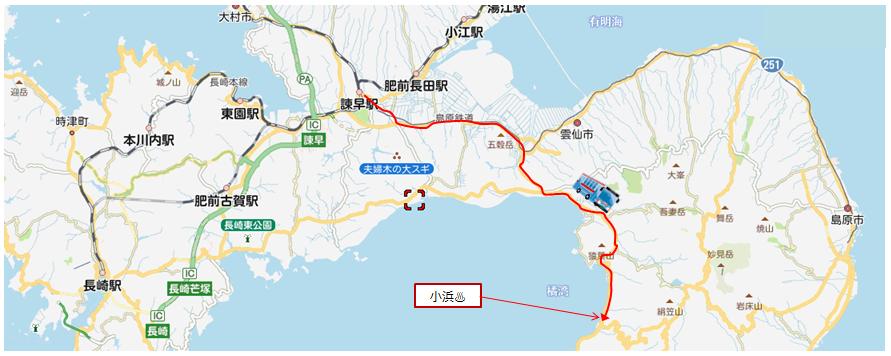 大村市
湯江駅
小江駅
有明海
251
迎岳
城ノ山
長崎本線
PA
肥前長田駅
諫早駅
時津町
東園駅
島原鉄道
雲仙市
本川内駅
IC
諫早
五穀岳
夫婦木の大スギ
大峯
肥前古賀駅
吾妻岳
舞岳
島原市
長崎東公園
焼山
猿葉山
妙見岳
長崎駅
IC
長崎芒塚
小浜♨
橘湾
絹笠山
岩床山
IC
長崎